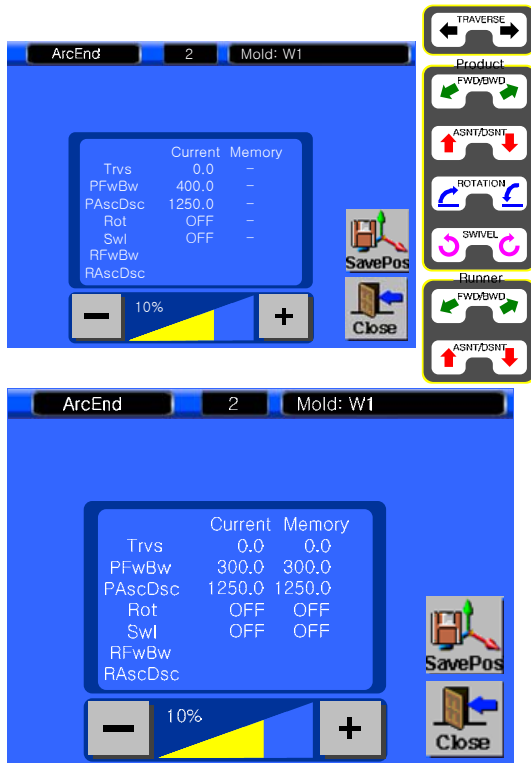 ArcEnd 2 Mold: W1
Current Memory
Trvs 0.0 –
PFwBw 400.0 –
PAscDsc 1250.0 –
Rot OFF –
Swl OFF –
RFwBw
RAscDsc
SavePos
10%
Close
TRAVERSE
Product
FWD/BWD
ASNT/DSNT
ROTATION
SWIVEL
Runner
FWD/BWD
ASNT/DSNT
ArcEnd 2 Mold: W1
Current Memory
Trvs 0.0 0.0
PFwBw 300.0 300.0
PAscDsc 1250.0 1250.0
Rot OFF OFF
Swl OFF OFF
RFwBw
RAscDsc
SavePos
10%
Close